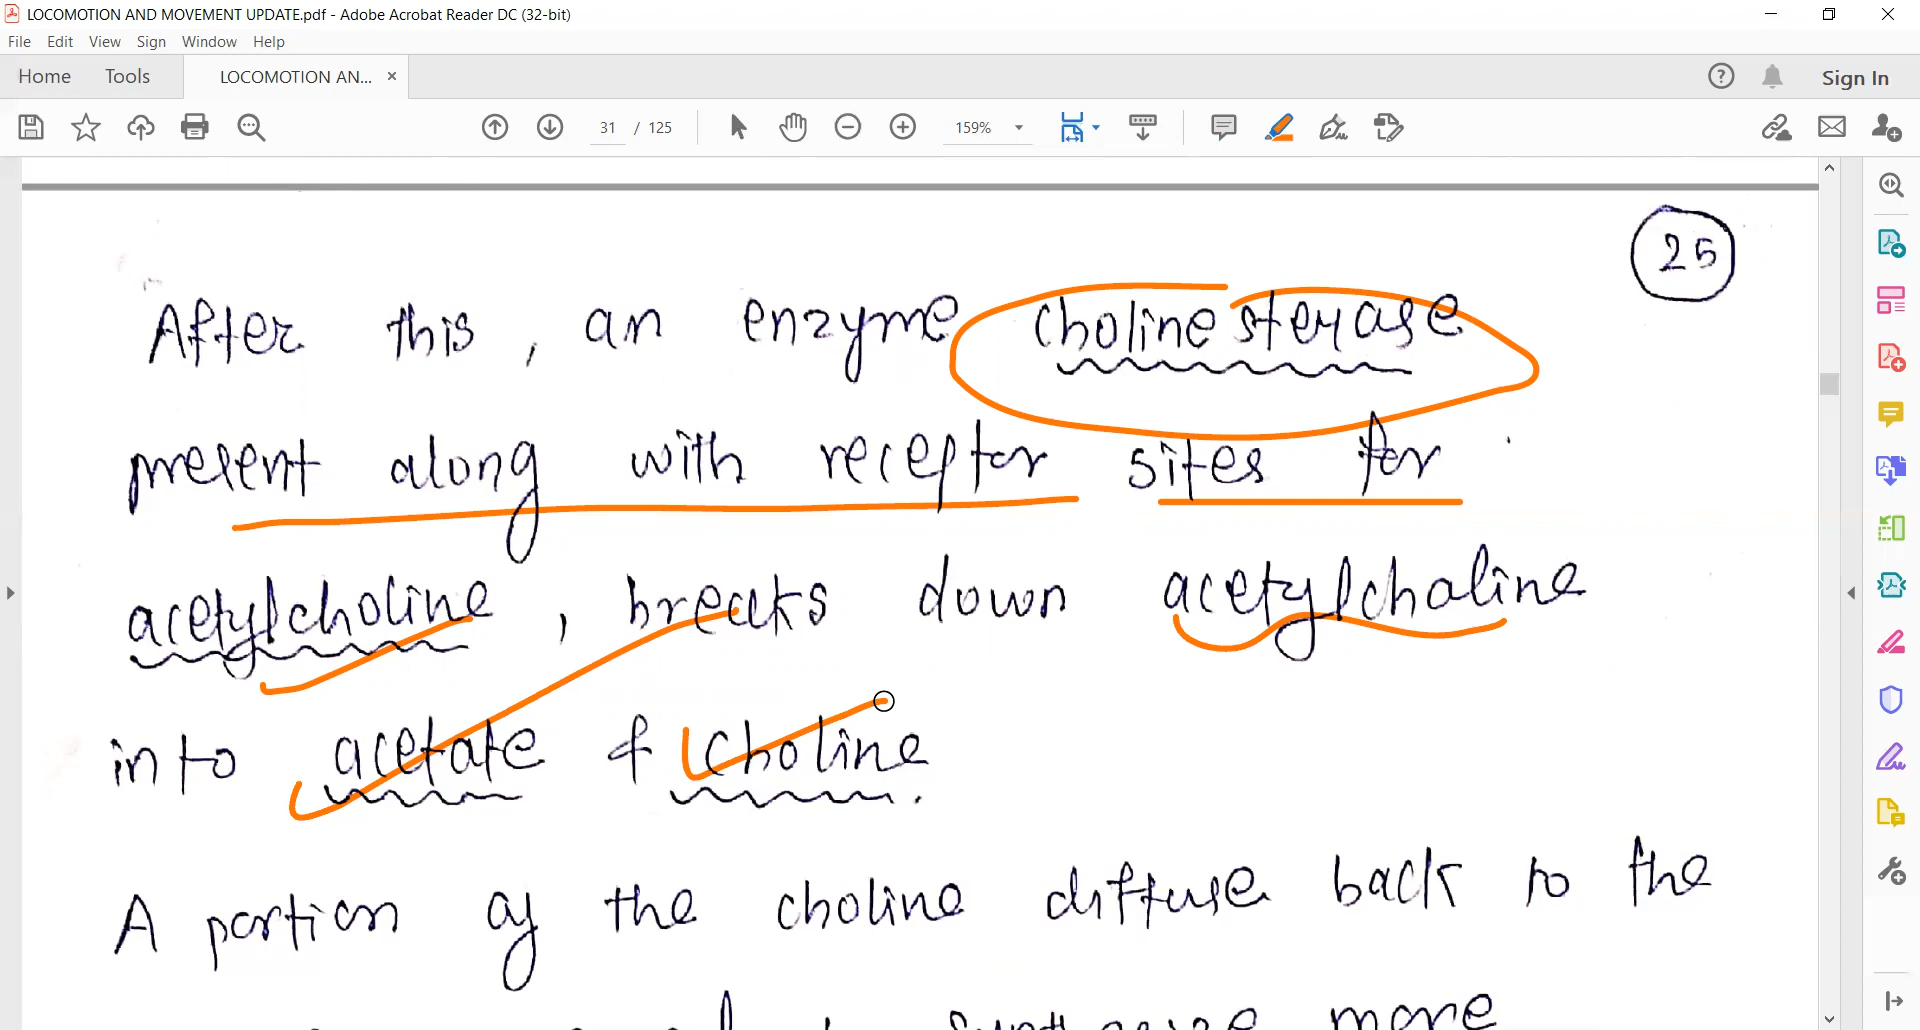 LOCOMOTION AND MOVEMENT UPDATE.pdf - Adobe Acrobat Reader DC (32-bit)
File Edit View Sign Window Help
Home Tools LOCOMOTION AN... × Sign In
31 / 125 159%
25
After this, an enzyme cholinesterase
present along with receptor sites for
acetylcholine, breaks down acetylcholine
into acetate & choline.
A portion of the choline diffuse back to the
synthesize more